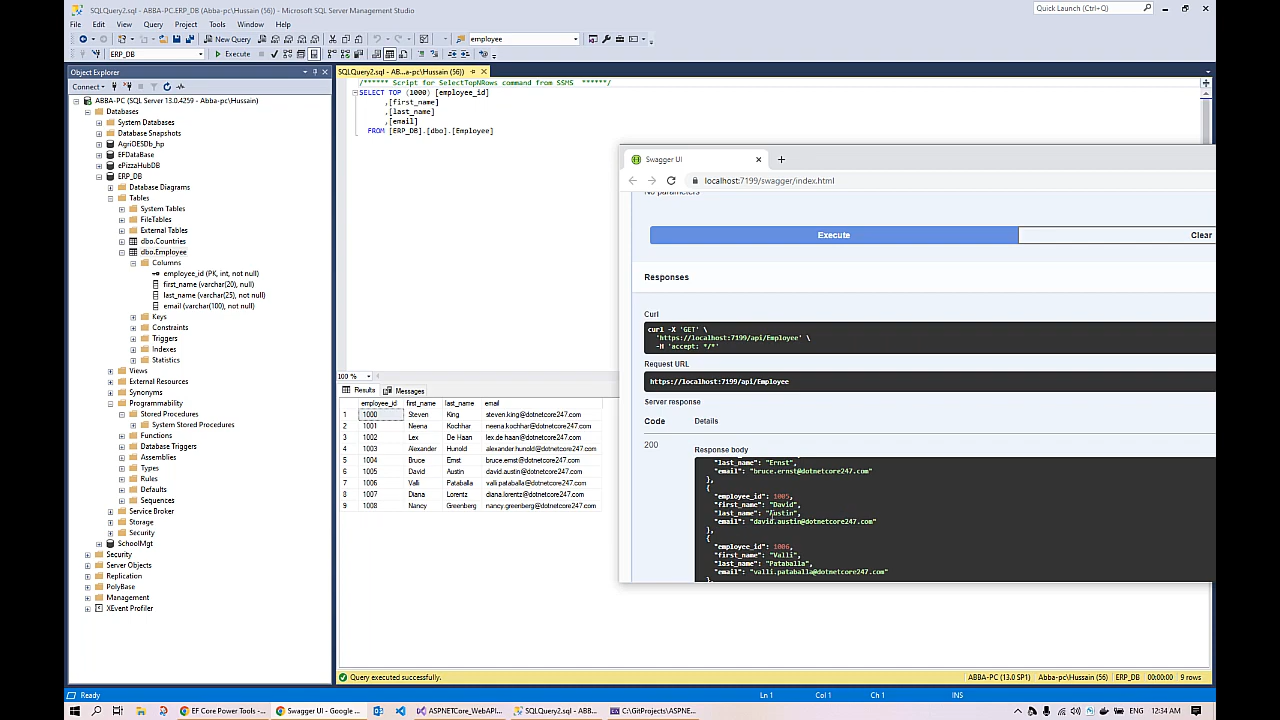 SQLQuery2.sql - ABBA-PC.ERP_DB (Abba-pc\Hussain (56)) - Microsoft SQL Server Management Studio
Quick Launch (Ctrl+Q)
File Edit View Query Project Tools Window Help
New Query
employee
ERP_DB
Execute
Object Explorer
Connect
ABBA-PC (SQL Server 13.0.4259 - Abba-pc\Hussain)
Databases
System Databases
Database Snapshots
AgriOESDb_hp
EFDataBase
ePizzaHubDB
ERP_DB
Database Diagrams
Tables
System Tables
FileTables
External Tables
dbo.Countries
dbo.Employee
Columns
employee_id (PK, int, not null)
first_name (varchar(20), null)
last_name (varchar(25), not null)
email (varchar(100), not null)
Keys
Constraints
Triggers
Indexes
Statistics
Views
External Resources
Synonyms
Programmability
Stored Procedures
System Stored Procedures
Functions
Database Triggers
Assemblies
Types
Rules
Defaults
Sequences
Service Broker
Storage
Security
SchoolMgt
Security
Server Objects
Replication
PolyBase
Management
XEvent Profiler
SQLQuery2.sql - AB...a-pc\Hussain (56))
/****** Script for SelectTopNRows command from SSMS ******/
SELECT TOP (1000) [employee_id]
,[first_name]
,[last_name]
,[email]
FROM [ERP_DB].[dbo].[Employee]
100 %
Results Messages
employee_id first_name last_name email
1 1000 Steven King steven.king@dotnetcore247.com
2 1001 Neena Kochhar neena.kochhar@dotnetcore247.com
3 1002 Lex De Haan lex.de haan@dotnetcore247.com
4 1003 Alexander Hunold alexander.hunold@dotnetcore247.com
5 1004 Bruce Ernst bruce.ernst@dotnetcore247.com
6 1005 David Austin david.austin@dotnetcore247.com
7 1006 Valli Pataballa valli.pataballa@dotnetcore247.com
8 1007 Diana Lorentz diana.lorentz@dotnetcore247.com
9 1008 Nancy Greenberg nancy.greenberg@dotnetcore247.com
Swagger UI
localhost:7199/swagger/index.html
No parameters
Execute
Clear
Responses
Curl
curl -X 'GET' \
'https://localhost:7199/api/Employee' \
-H 'accept: */*'
Request URL
https://localhost:7199/api/Employee
Server response
Code Details
200
Response body
"last_name": "Ernst",
"email": "bruce.ernst@dotnetcore247.com"
},
{
"employee_id": 1005,
"first_name": "David",
"last_name": "Austin",
"email": "david.austin@dotnetcore247.com"
},
{
"employee_id": 1006,
"first_name": "Valli",
"last_name": "Pataballa",
"email": "valli.pataballa@dotnetcore247.com"
},
Query executed successfully.
ABBA-PC (13.0 SP1) Abba-pc\Hussain (56) ERP_DB 00:00:00 9 rows
Ready
Ln 1 Col 1 Ch 1 INS
EF Core Power Tools -...
Swagger UI - Google ...
ASPNETCore_WebAPI...
SQLQuery2.sql - ABB...
C:\GitProjects\ASPNE...
ENG 12:34 AM